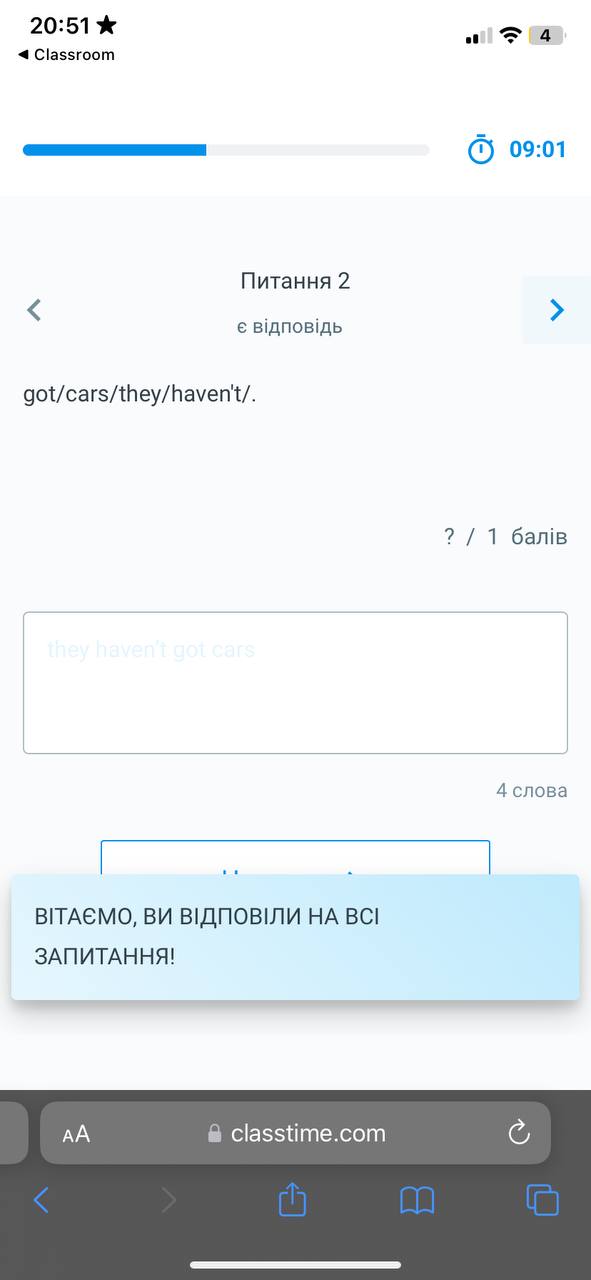 20:51 ★
4
◀ Classroom
09:01
Питання 2
є відповідь
got/cars/they/haven't/.
? / 1 балів
they haven't got cars
4 слова
ВІТАЄМО, ВИ ВІДПОВІЛИ НА ВСІ
ЗАПИТАННЯ!
AA
classtime.com